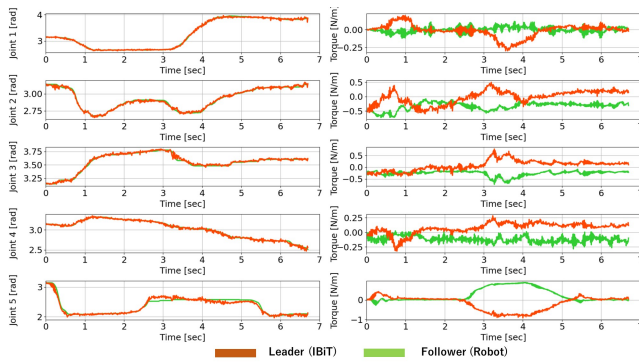 Joint 1 [rad]
4
3
0 1 2 3 4 5 6 7
Time [sec]
Torque [N/m]
0.00
−0.25
0 1 2 3 4 5 6
Time [sec]
Joint 2 [rad]
3.00
2.75
0 1 2 3 4 5 6 7
Time [sec]
Torque [N/m]
0.5
0.0
−0.5
0 1 2 3 4 5 6
Time [sec]
Joint 3 [rad]
3.75
3.50
3.25
0 1 2 3 4 5 6 7
Time [sec]
Torque [N/m]
0.5
0.0
−0.5
0 1 2 3 4 5 6
Time [sec]
Joint 4 [rad]
3.0
2.5
0 1 2 3 4 5 6 7
Time [sec]
Torque [N/m]
0.25
0.00
−0.25
0 1 2 3 4 5 6
Time [sec]
Joint 5 [rad]
3
2
0 1 2 3 4 5 6 7
Time [sec]
Torque [N/m]
0
−1
0 1 2 3 4 5 6
Time [sec]
Leader (IBiT) Follower (Robot)